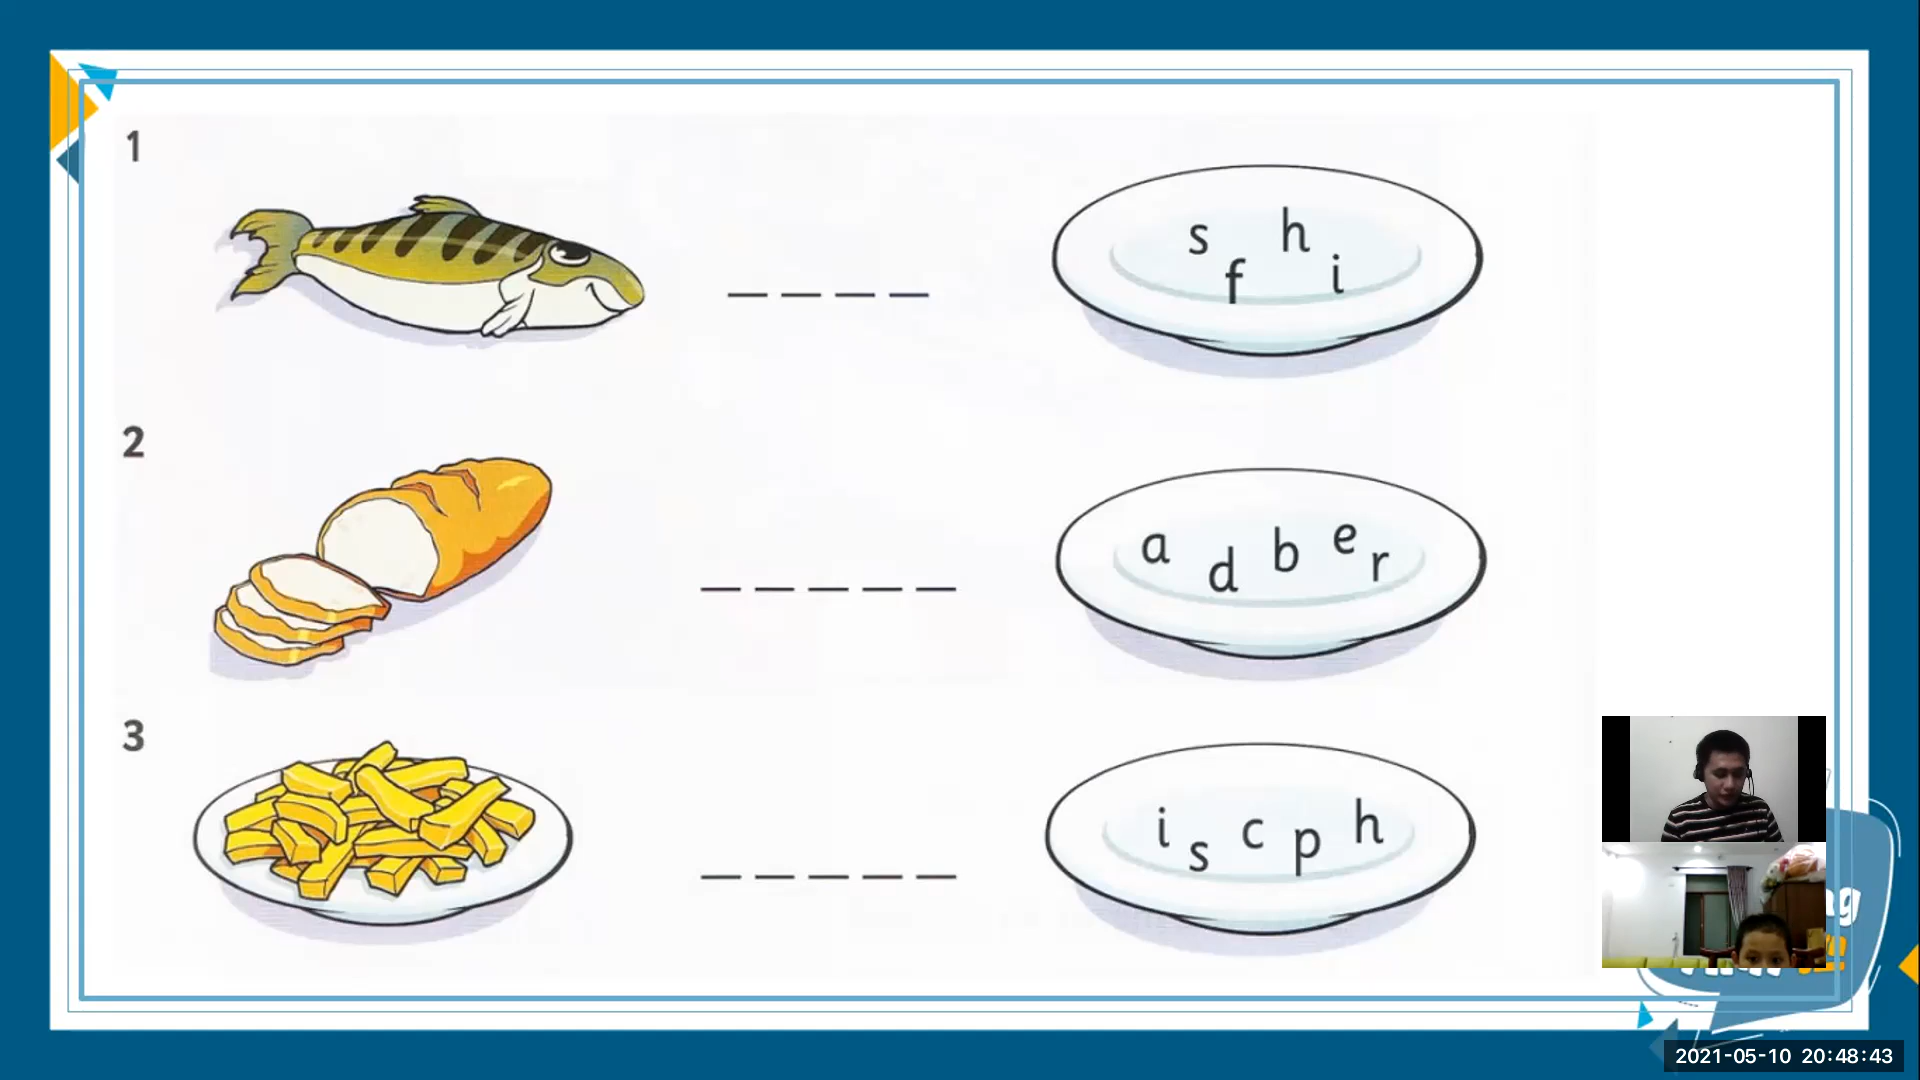 1
s h
f i
2
a d b e r
3
i s c p h
2021-05-10 20:48:43